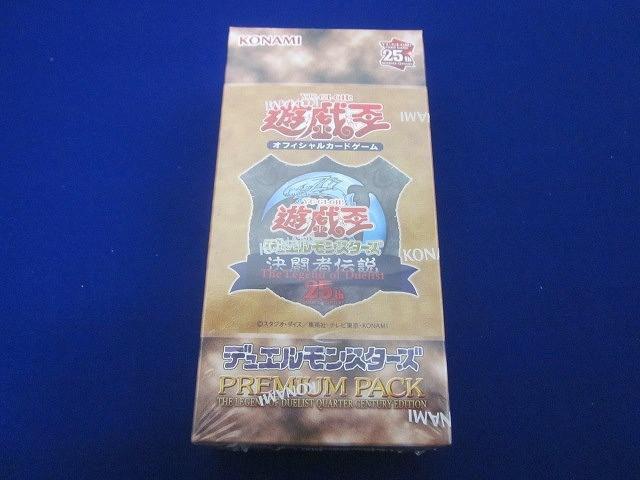 KONAMI
25th
YU-GI-OH!
遊戯王
オフィシャルカードゲーム
KONAMI
YU-GI-OH!
遊戯王
デュエルモンスターズ
決闘者伝説
The Legend of Duelist
25th
KONAMI
©スタジオ・ダイス／集英社・テレビ東京・KONAMI
デュエルモンスターズ
PREMIUM PACK
THE LEGEND OF DUELIST QUARTER CENTURY EDITION
KONAMI